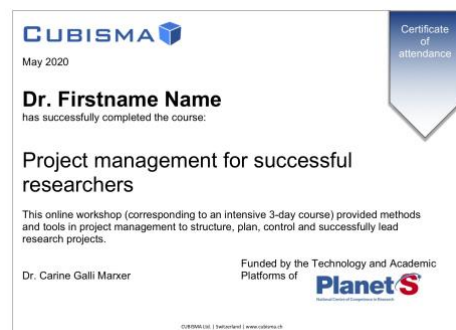 CUBISMA
Certificate
of
attendance
May 2020
Dr. Firstname Name
has successfully completed the course:
Project management for successful
researchers
This online workshop (corresponding to an intensive 3-day course) provided methods
and tools in project management to structure, plan, control and successfully lead
research projects.
Dr. Carine Galli Marxer
Funded by the Technology and Academic
Platforms of
Planet S
National Centre of Competence in Research
CUBISMA Ltd. | Switzerland | www.cubisma.ch